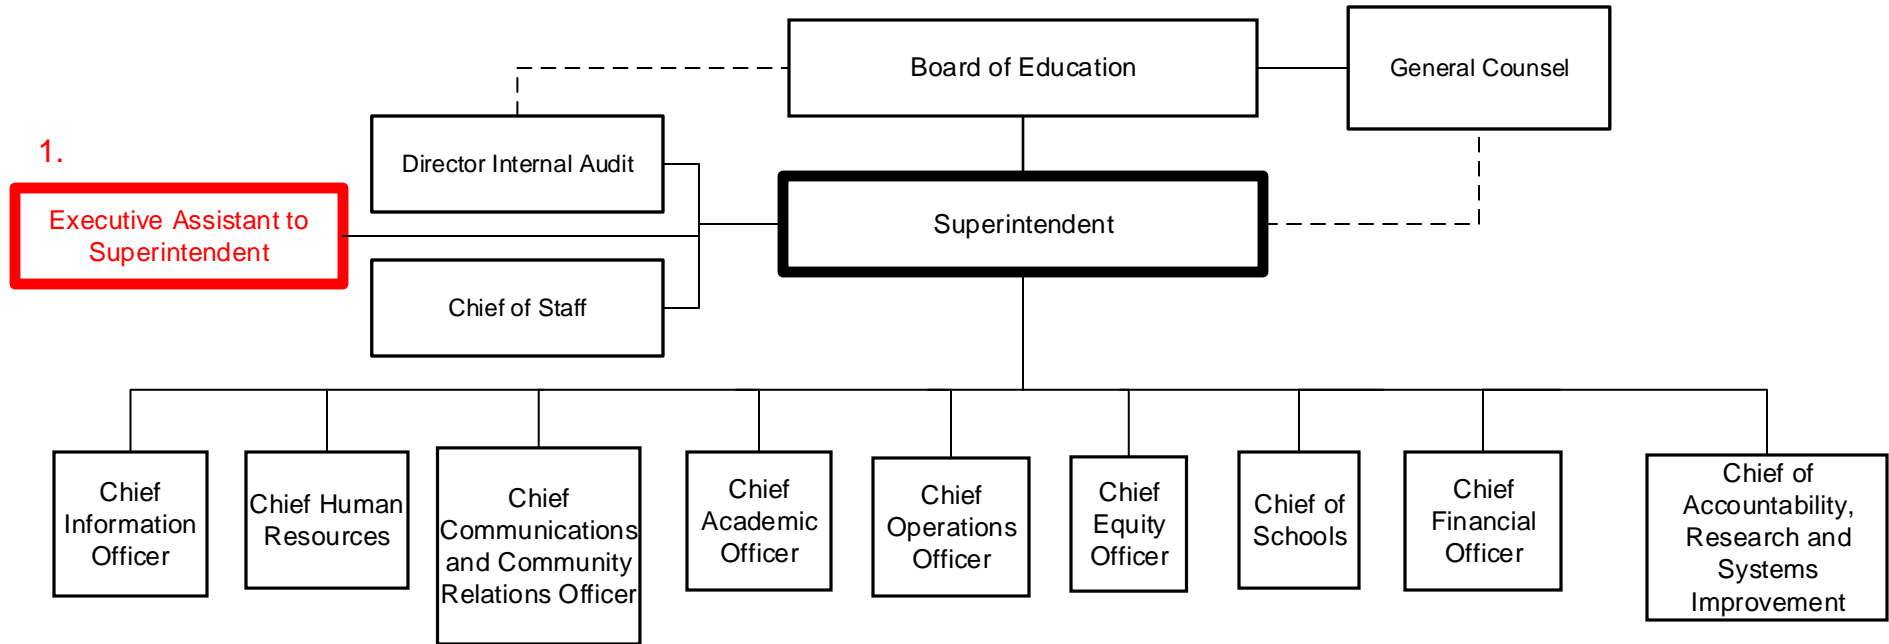 Board of Education
General Counsel
Director Internal Audit
1.
Executive Assistant to
Superintendent
Superintendent
Chief of Staff
Chief
Information
Officer
Chief Human
Resources
Chief
Communications
and Community
Relations Officer
Chief
Academic
Officer
Chief
Operations
Officer
Chief
Equity
Officer
Chief of
Schools
Chief
Financial
Officer
Chief of
Accountability,
Research and
Systems
Improvement